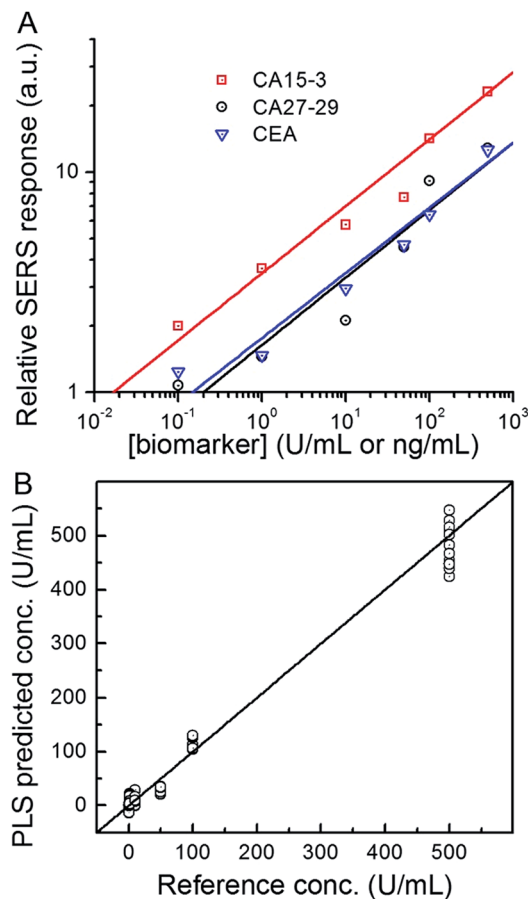 A
Relative SERS response (a.u.)
10
1
CA15-3
CA27-29
CEA
10⁻² 10⁻¹ 10⁰ 10¹ 10² 10³
[biomarker] (U/mL or ng/mL)
B
PLS predicted conc. (U/mL)
500
400
300
200
100
0
0 100 200 300 400 500
Reference conc. (U/mL)